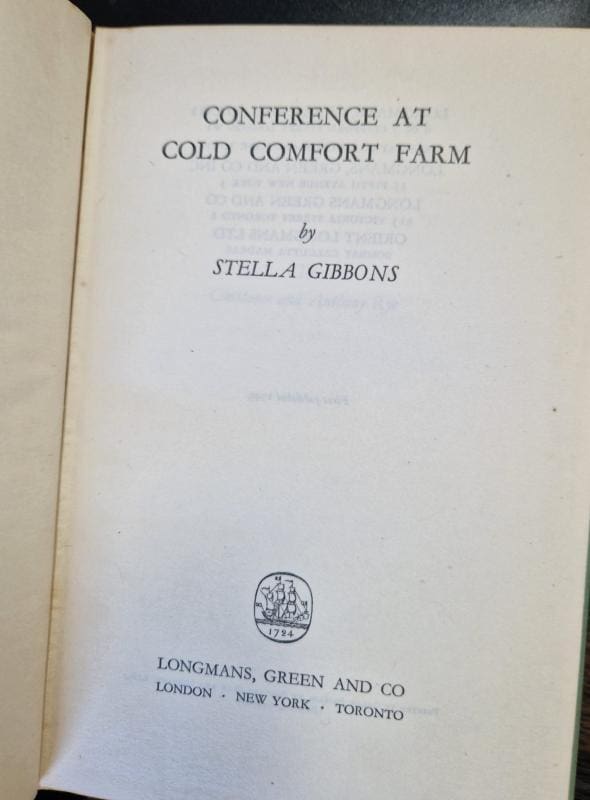 CONFERENCE AT
COLD COMFORT FARM
by
STELLA GIBBONS
1724
LONGMANS, GREEN AND CO
LONDON · NEW YORK · TORONTO